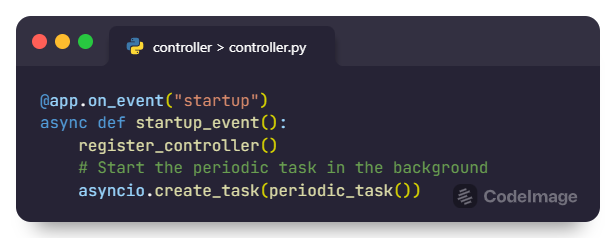 controller > controller.py
@app.on_event("startup")
async def startup_event():
    register_controller()
    # Start the periodic task in the background
    asyncio.create_task(periodic_task())
CodeImage